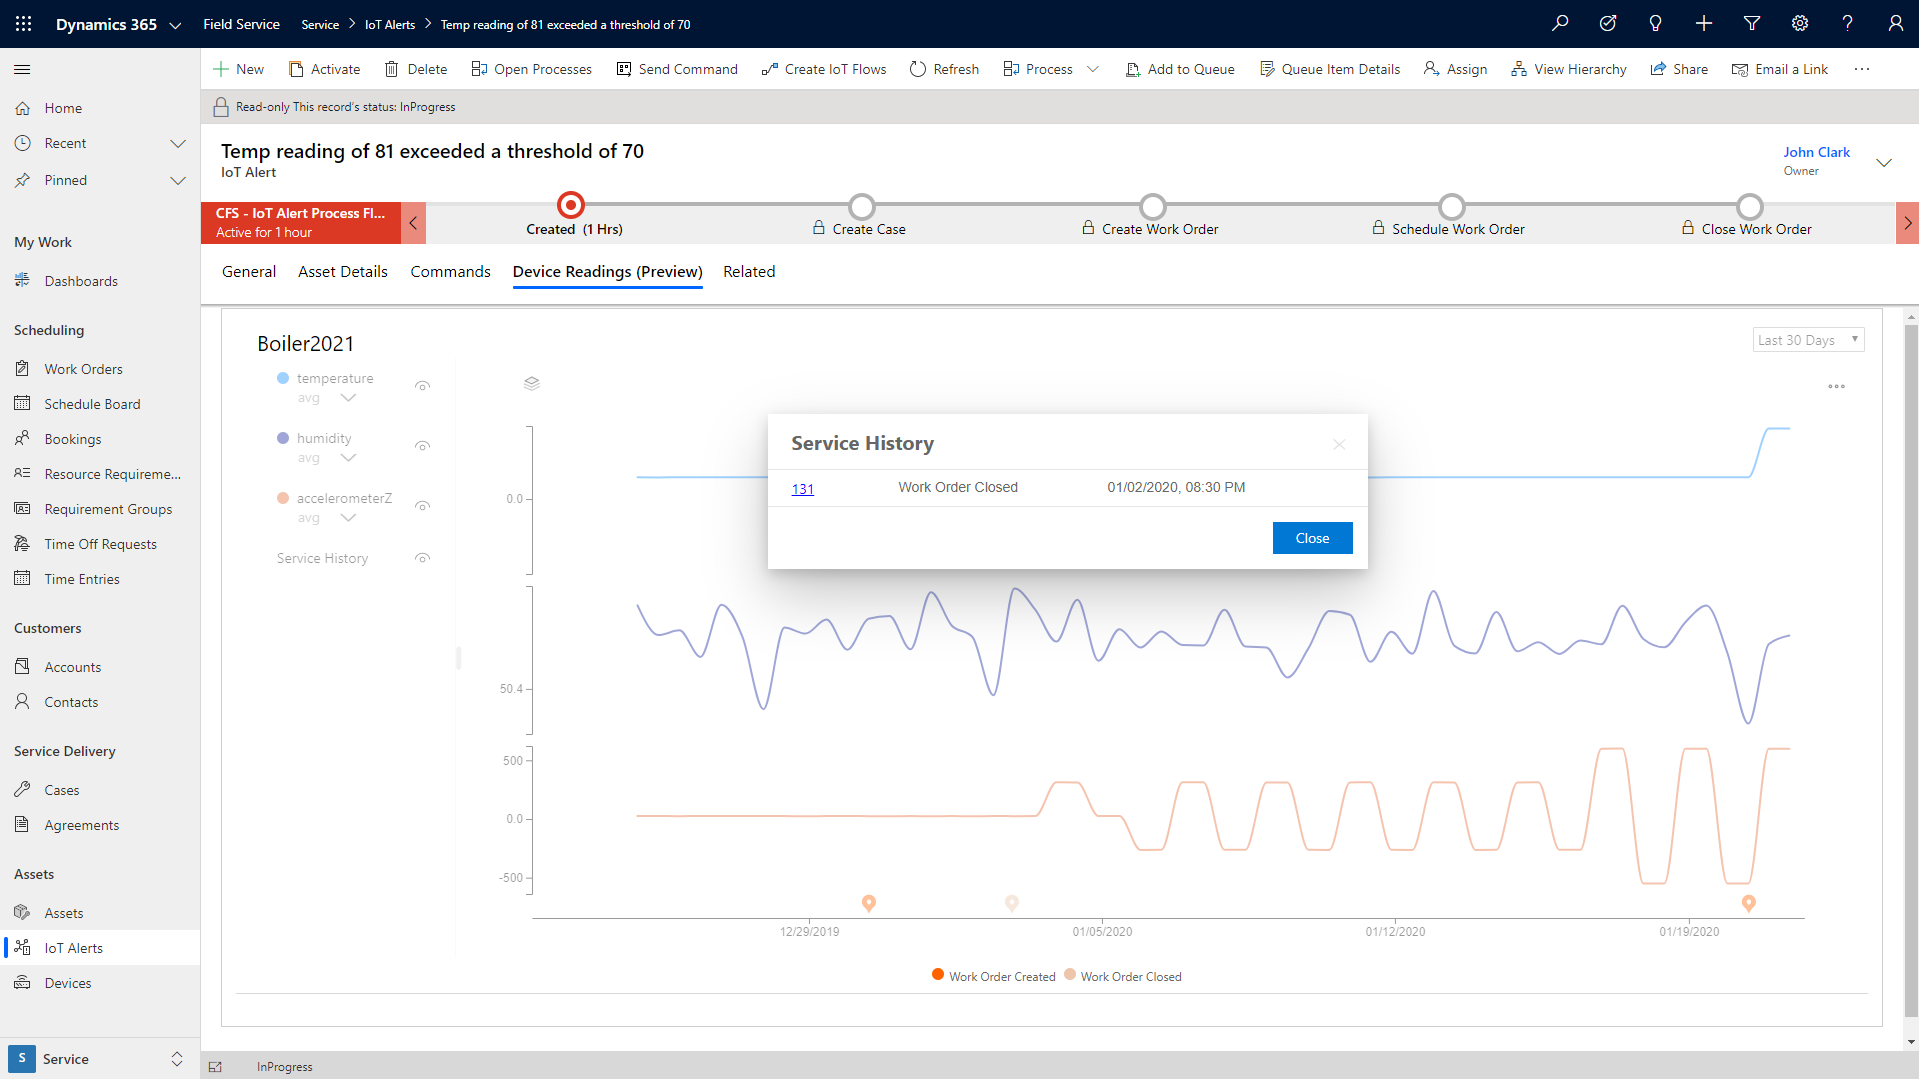 Dynamics 365
Field Service
Service > IoT Alerts > Temp reading of 81 exceeded a threshold of 70
New
Activate
Delete
Open Processes
Send Command
Create IoT Flows
Refresh
Process
Add to Queue
Queue Item Details
Assign
View Hierarchy
Share
Email a Link
Home
Recent
Pinned
My Work
Dashboards
Scheduling
Work Orders
Schedule Board
Bookings
Resource Requireme...
Requirement Groups
Time Off Requests
Time Entries
Customers
Accounts
Contacts
Service Delivery
Cases
Agreements
Assets
Assets
IoT Alerts
Devices
S Service
Read-only This record's status: InProgress
Temp reading of 81 exceeded a threshold of 70
IoT Alert
John Clark
Owner
CFS - IoT Alert Process Fl...
Active for 1 hour
Created (1 Hrs)
Create Case
Create Work Order
Schedule Work Order
Close Work Order
General
Asset Details
Commands
Device Readings (Preview)
Related
Boiler2021
Last 30 Days
temperature
avg
humidity
avg
accelerometerZ
avg
Service History
0.0
50.4
500
0.0
-500
Service History
131 Work Order Closed 01/02/2020, 08:30 PM
Close
12/29/2019
01/05/2020
01/12/2020
01/19/2020
Work Order Created
Work Order Closed
InProgress